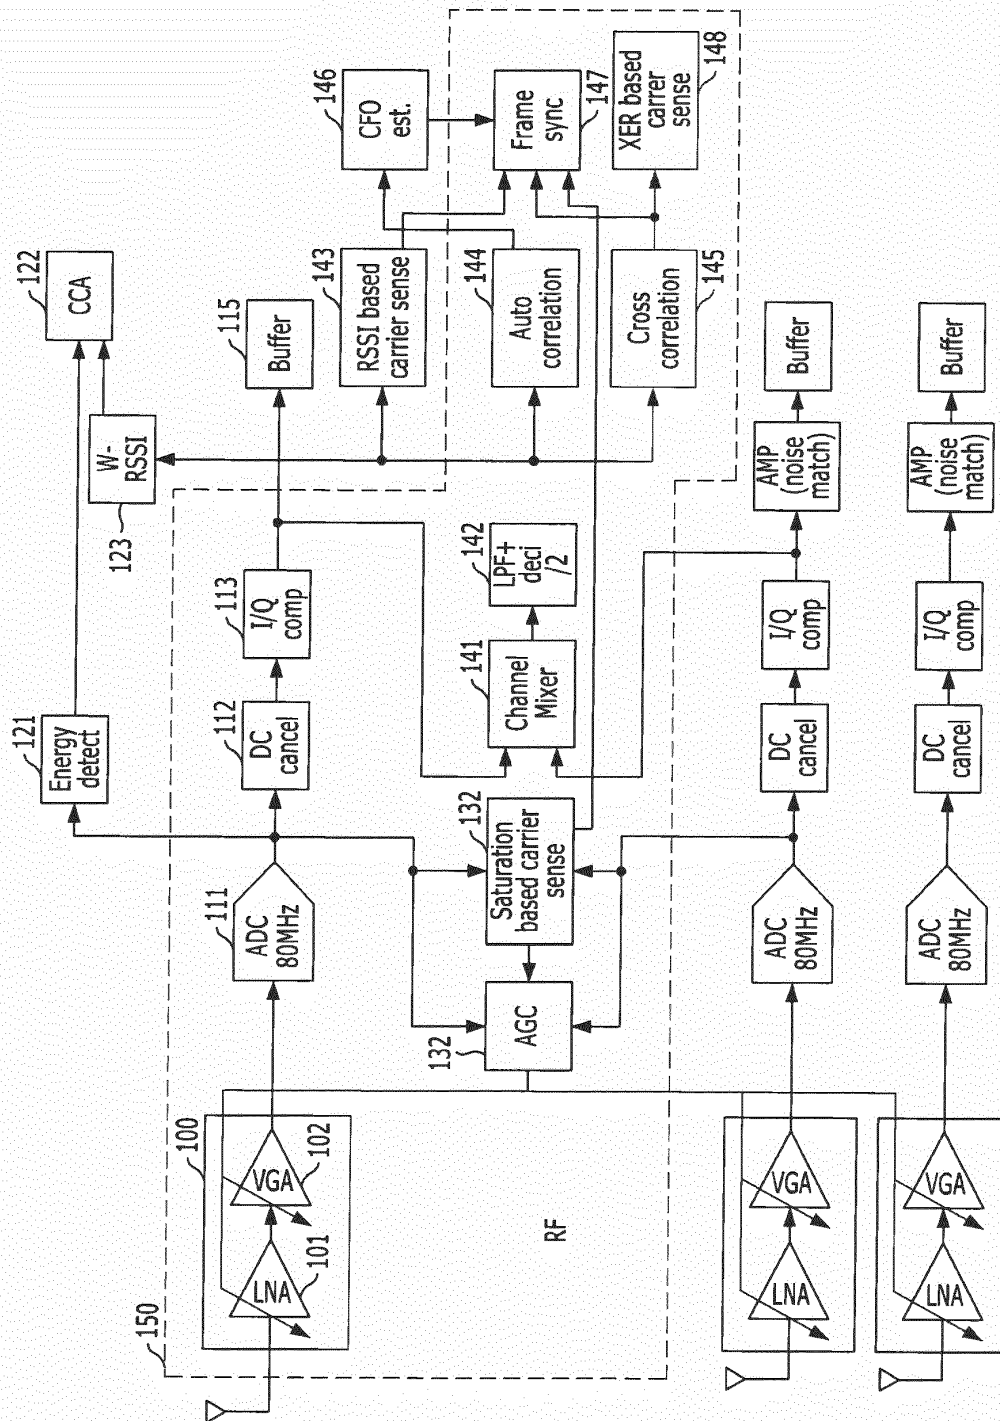 121
Energy
detect
122
CCA
W-
RSSI
123
150
100
LNA
101
VGA
102
111
ADC
80MHz
112
DC
cancel
113
I/Q
comp
115
Buffer
143
RSSI based
carrier sense
146
CFO
est.
132
AGC
132
Saturation
based carrier
sense
141
Channel
Mixer
142
LPF+
deci
/2
144
Auto
correlation
Frame
sync
147
RF
Cross
correlation
145
XER based
carrer
sense
148
LNA
VGA
ADC
80MHz
DC
cancel
I/Q
comp
AMP
(noise
match)
Buffer
LNA
VGA
ADC
80MHz
DC
cancel
I/Q
comp
AMP
(noise
match)
Buffer